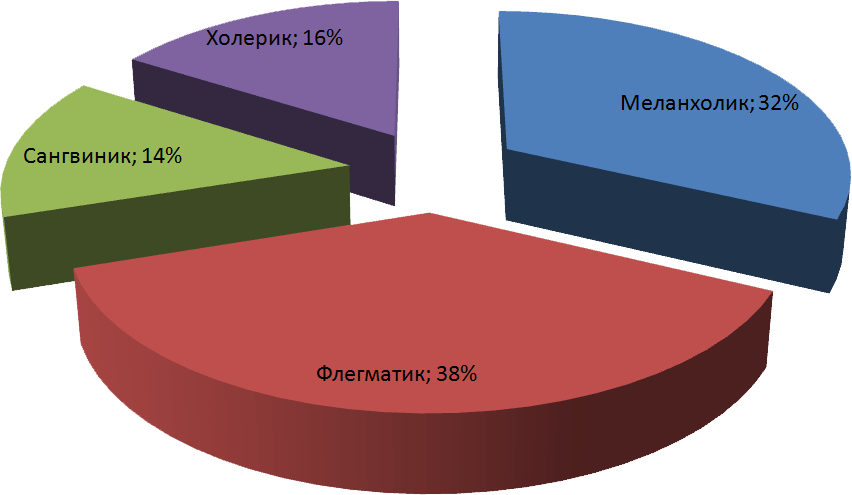 Холерик; 16%
Меланхолик; 32%
Сангвиник; 14%
Флегматик; 38%